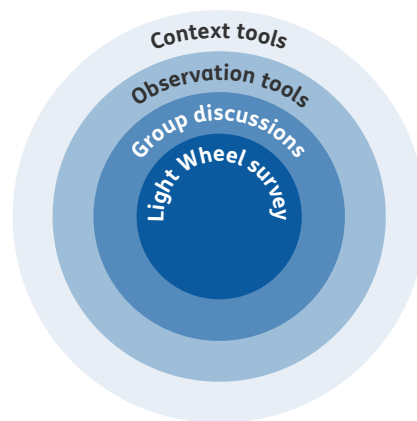 Context tools
Observation tools
Group discussions
Light Wheel survey